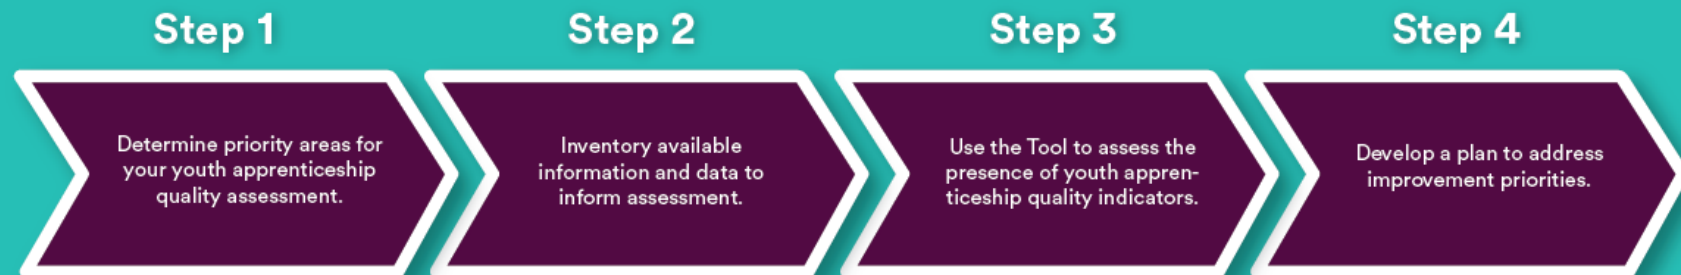 Step 1
Determine priority areas for
your youth apprenticeship
quality assessment.
Step 2
Inventory available
information and data to
inform assessment.
Step 3
Use the Tool to assess the
presence of youth appren-
ticeship quality indicators.
Step 4
Develop a plan to address
improvement priorities.